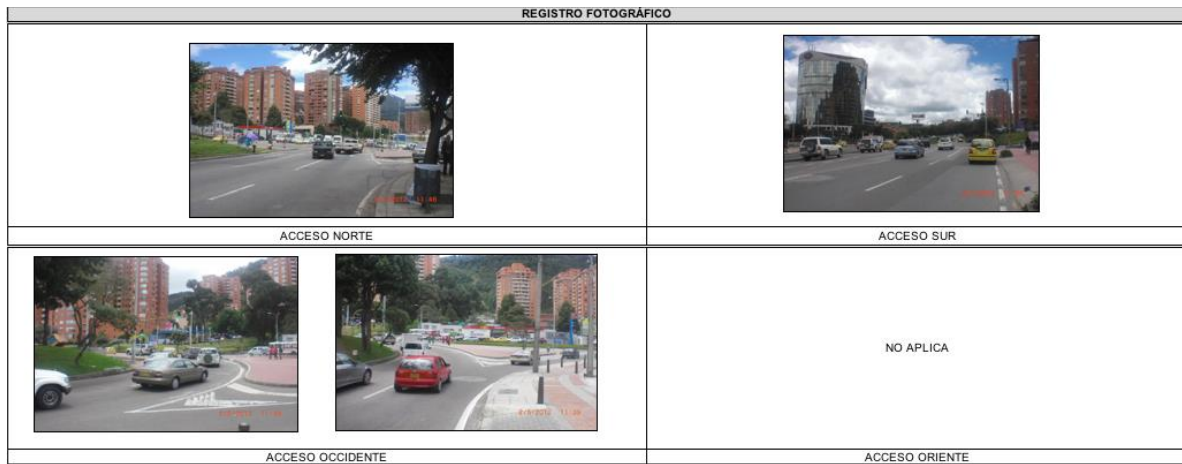 REGISTRO FOTOGRÁFICO
ACCESO NORTE
ACCESO SUR
NO APLICA
ACCESO OCCIDENTE
ACCESO ORIENTE